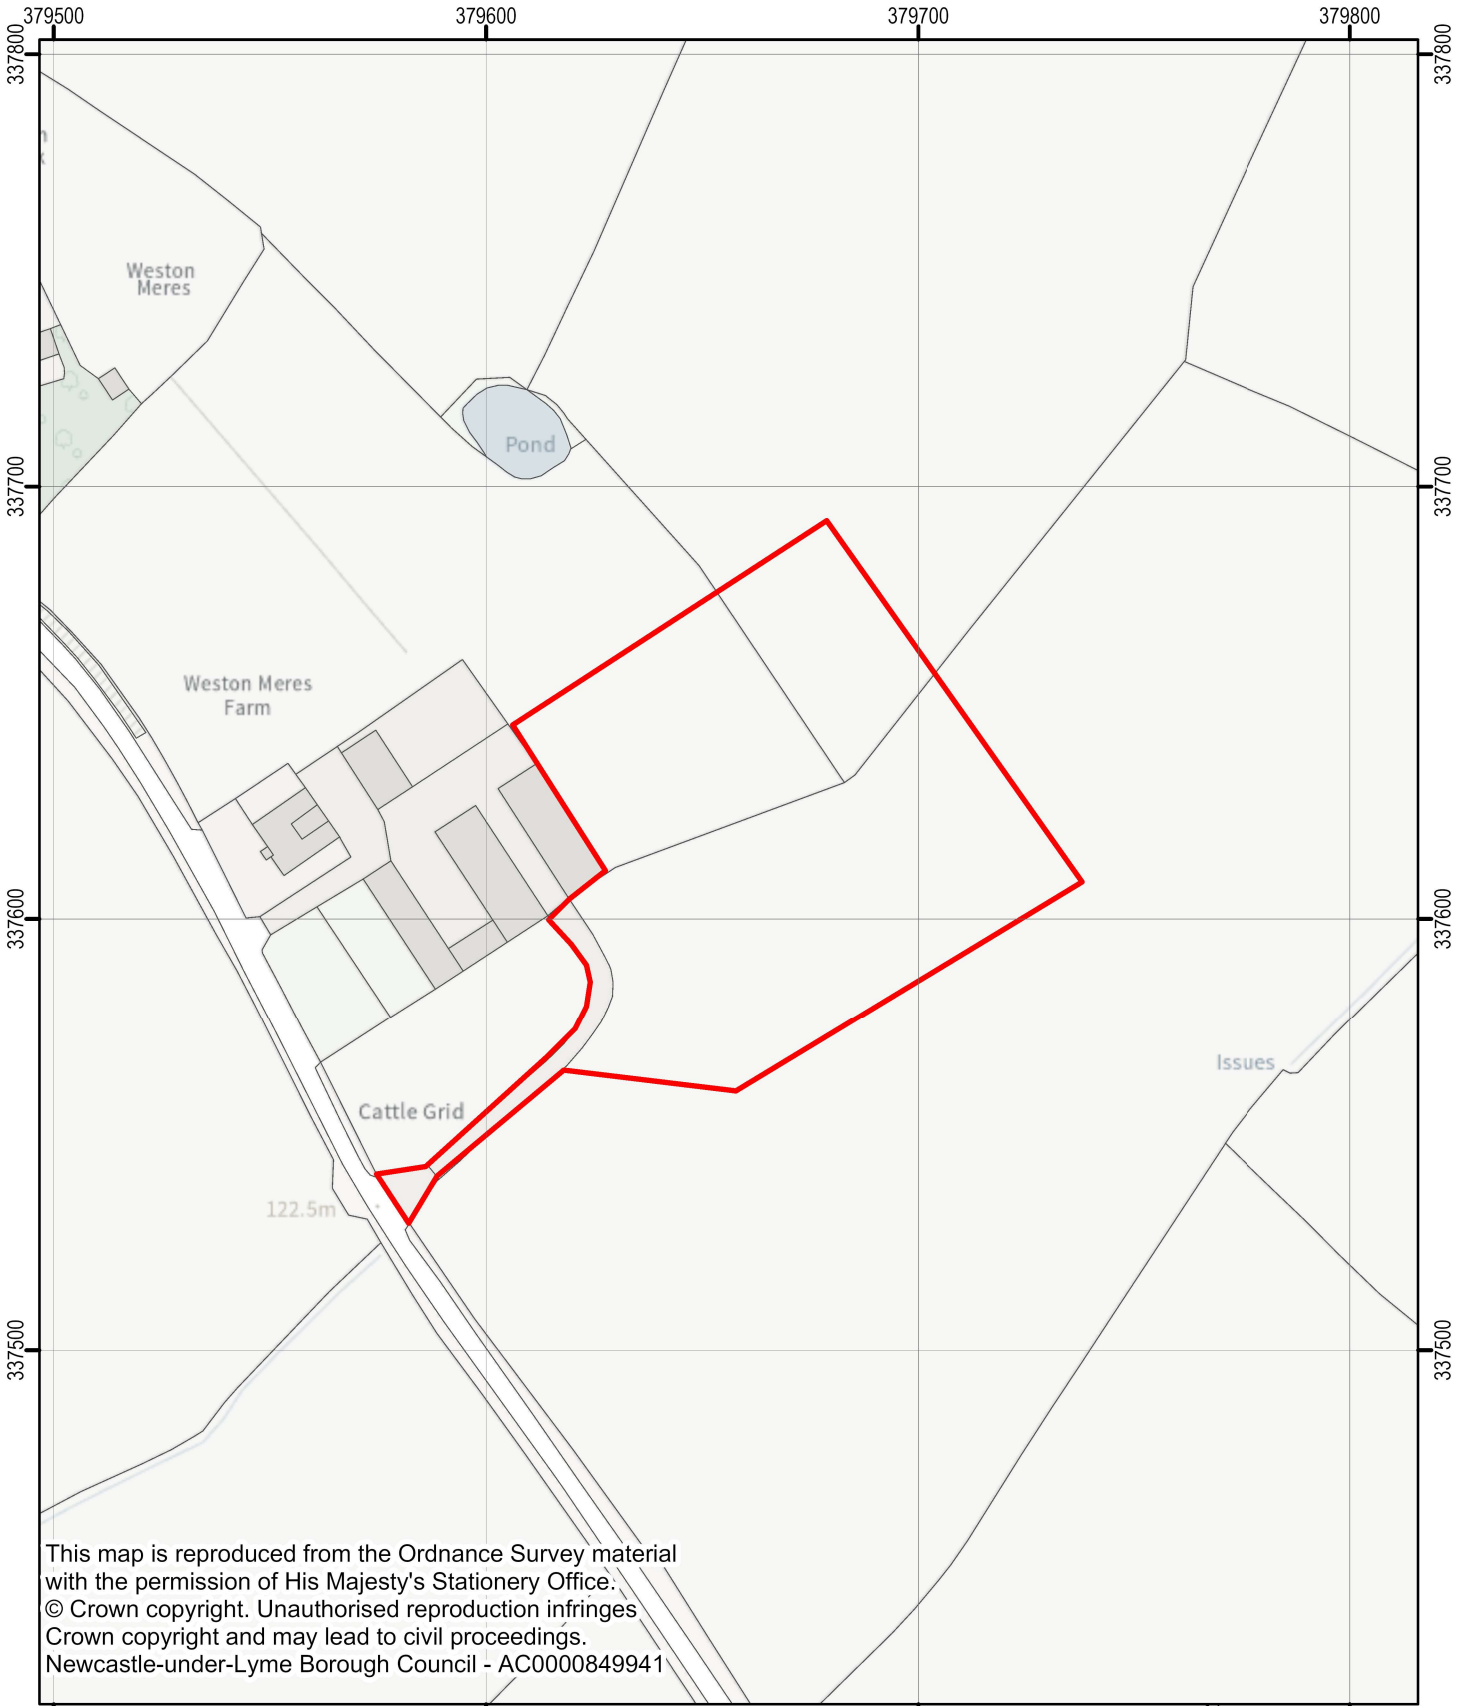 379500
379600
379700
379800
337800
337800
Weston
Meres
Pond
337700
337700
Weston Meres
Farm
337600
337600
Issues
Cattle Grid
122.5m
337500
337500
This map is reproduced from the Ordnance Survey material
with the permission of His Majesty's Stationery Office.
© Crown copyright. Unauthorised reproduction infringes
Crown copyright and may lead to civil proceedings.
Newcastle-under-Lyme Borough Council - AC0000849941